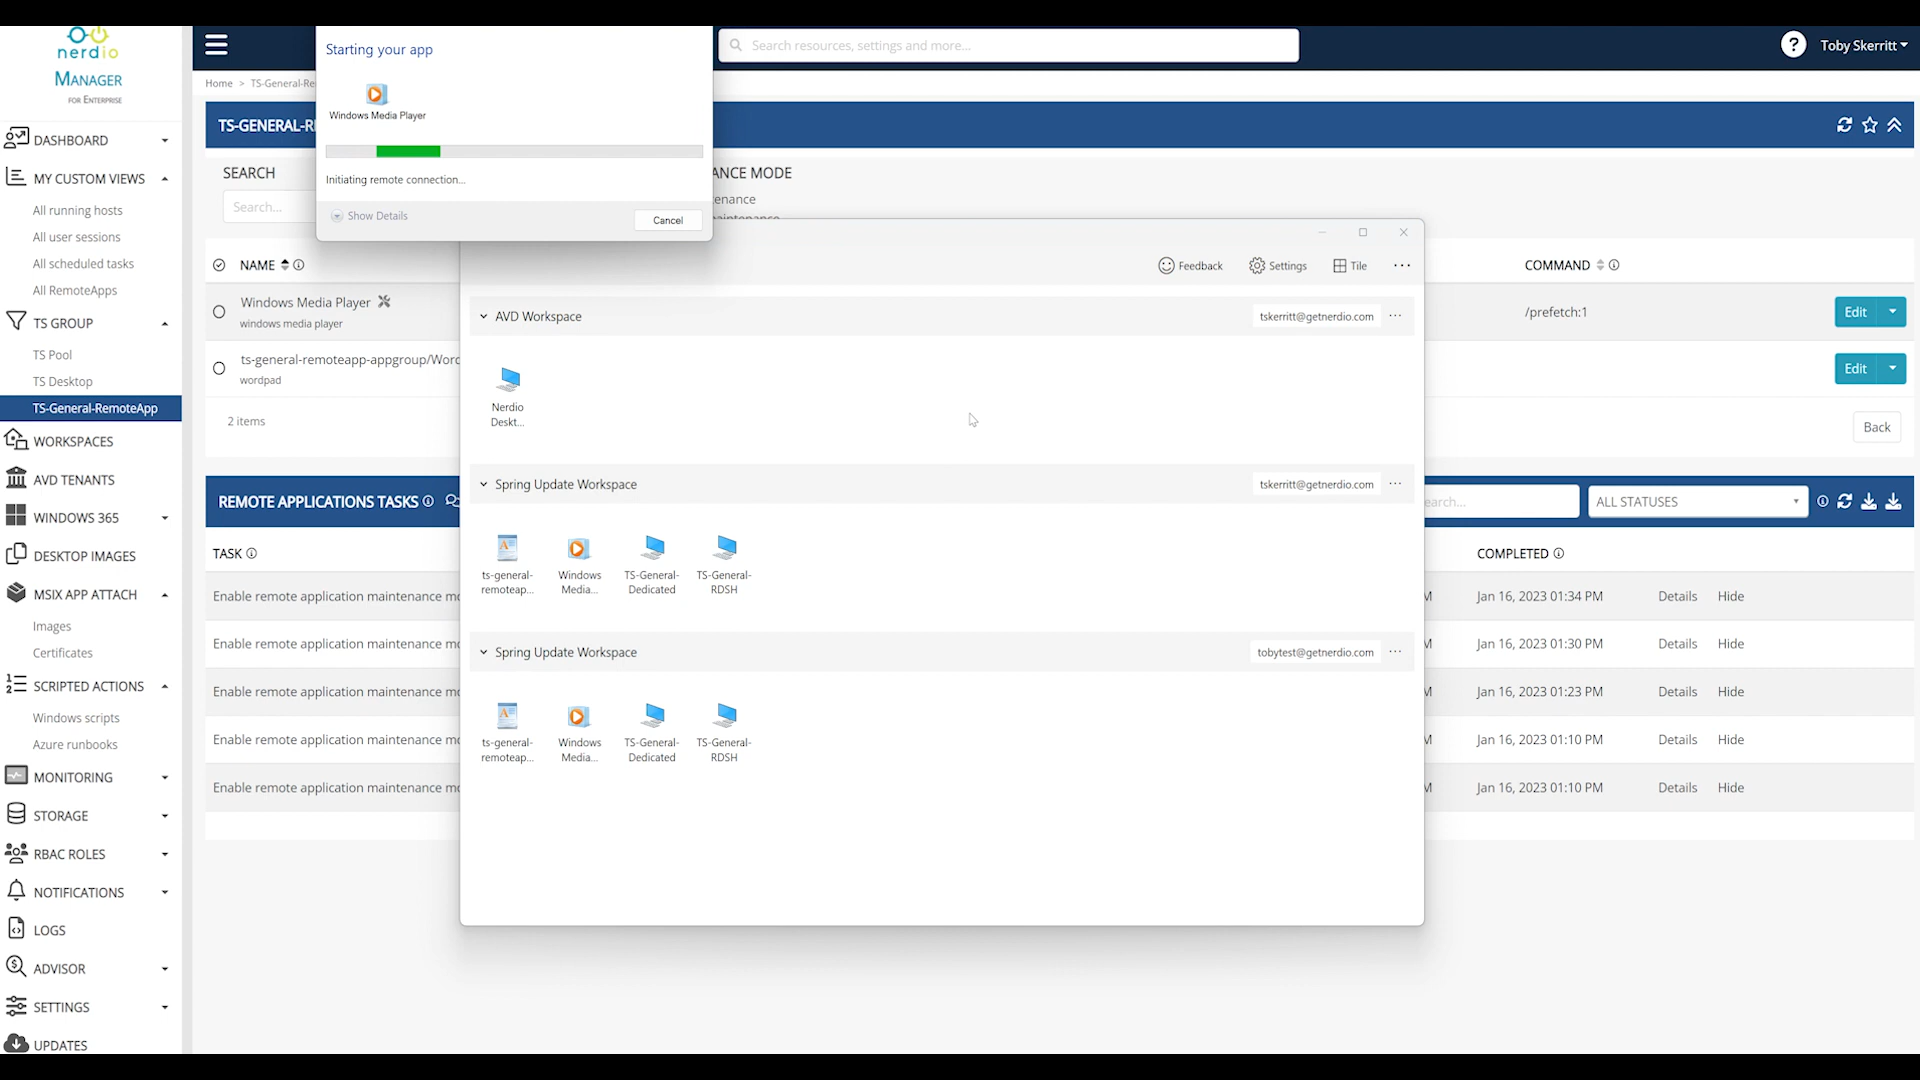 nerdio
MANAGER
FOR ENTERPRISE
DASHBOARD
MY CUSTOM VIEWS
All running hosts
All user sessions
All scheduled tasks
All RemoteApps
TS GROUP
TS Pool
TS Desktop
TS-General-RemoteApp
WORKSPACES
AVD TENANTS
WINDOWS 365
DESKTOP IMAGES
MSIX APP ATTACH
Images
Certificates
SCRIPTED ACTIONS
Windows scripts
Azure runbooks
MONITORING
STORAGE
RBAC ROLES
NOTIFICATIONS
LOGS
ADVISOR
SETTINGS
UPDATES
Search resources, settings and more...
? Toby Skerritt
Home > TS-General-Re
TS-GENERAL-R
SEARCH
Search...
ANCE MODE
tenance
NAME
COMMAND
Windows Media Player
windows media player
/prefetch:1
Edit
ts-general-remoteapp-appgroup/Word
wordpad
Edit
2 items
Back
REMOTE APPLICATIONS TASKS
earch...
ALL STATUSES
TASK
COMPLETED
Enable remote application maintenance mo
M
Jan 16, 2023 01:34 PM
Details
Hide
Enable remote application maintenance mo
M
Jan 16, 2023 01:30 PM
Details
Hide
Enable remote application maintenance mo
M
Jan 16, 2023 01:23 PM
Details
Hide
Enable remote application maintenance mo
M
Jan 16, 2023 01:10 PM
Details
Hide
Enable remote application maintenance mo
M
Jan 16, 2023 01:10 PM
Details
Hide
Starting your app
Windows Media Player
Initiating remote connection...
Show Details
Cancel
Feedback
Settings
Tile
...
AVD Workspace
tskerritt@getnerdio.com
...
Nerdio
Deskt...
Spring Update Workspace
tskerritt@getnerdio.com
...
ts-general-
remoteap...
Windows
Media...
TS-General-
Dedicated
TS-General-
RDSH
Spring Update Workspace
tobytest@getnerdio.com
...
ts-general-
remoteap...
Windows
Media...
TS-General-
Dedicated
TS-General-
RDSH